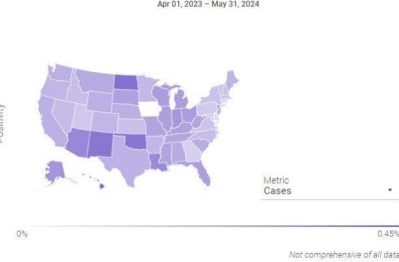 Apr 01, 2023 – May 31, 2024
Positivity
Metric
Cases
0%
0.45%
Not comprehensive of all data